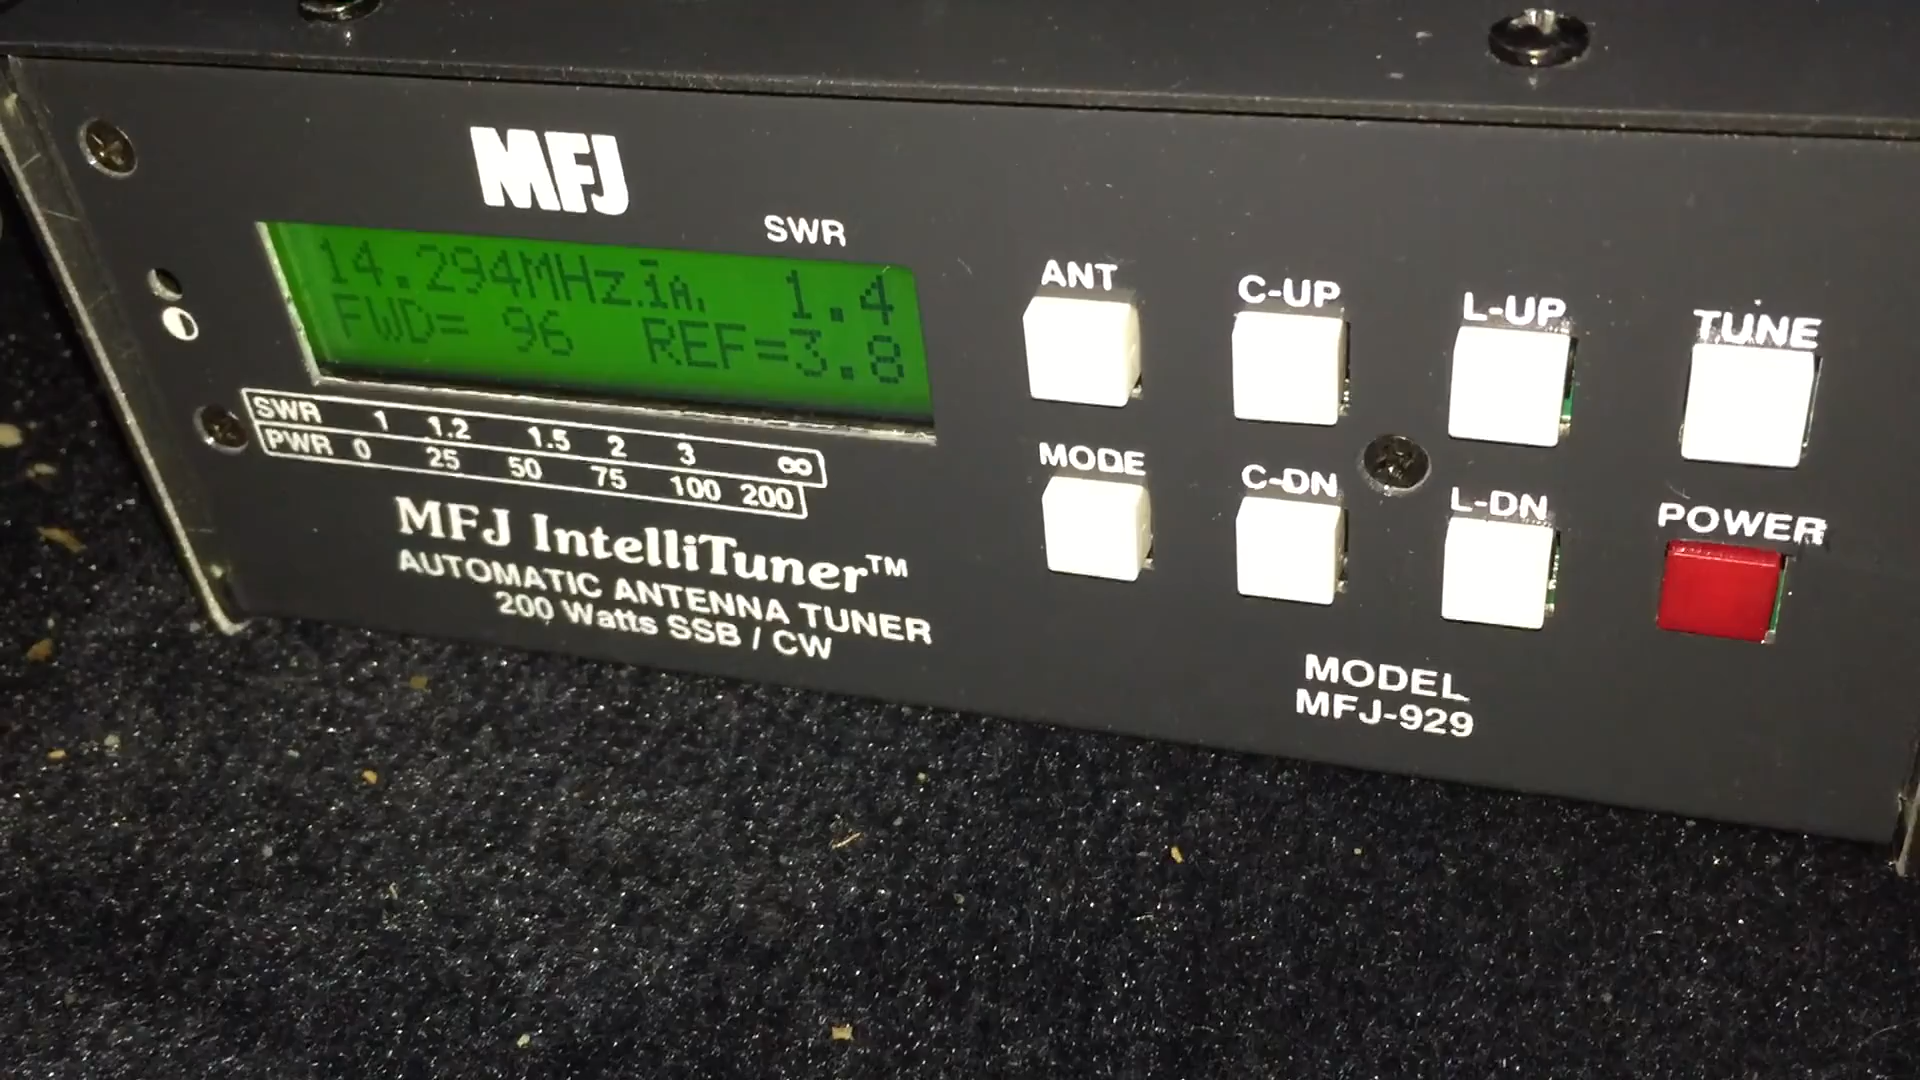 MFJ
SWR
14.294MHz 1.4
FWD= 96 REF=3.8
SWR 1 1.2 1.5 2 3 ∞
PWR 0 25 50 75 100 200
MFJ IntelliTuner™
AUTOMATIC ANTENNA TUNER
200 Watts SSB / CW
ANT C-UP L-UP TUNE
MODE C-DN L-DN POWER
MODEL
MFJ-929